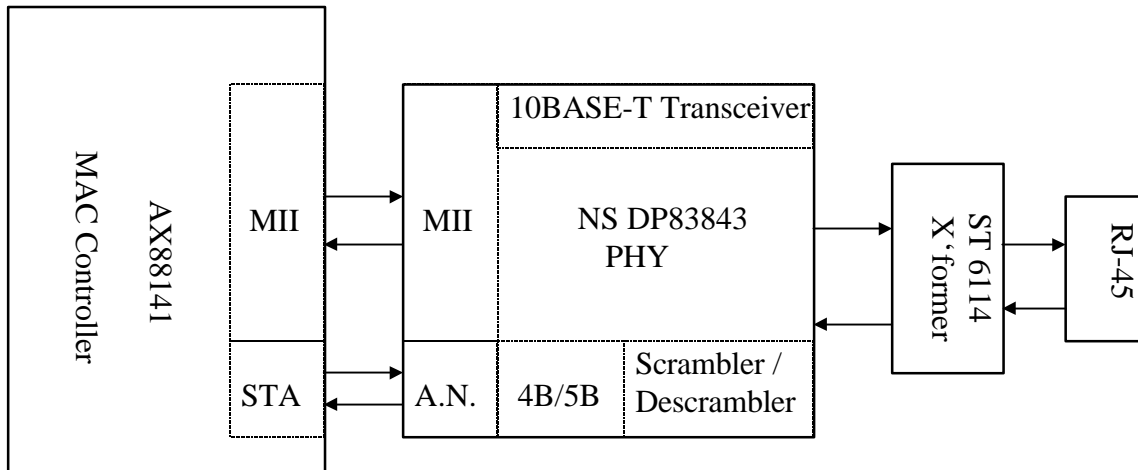 AX88141
MAC Controller
MII
STA
MII
A.N.
10BASE-T Transceiver
NS DP83843
PHY
4B/5B
Scrambler /
Descrambler
ST 6114
X‘former
RJ-45